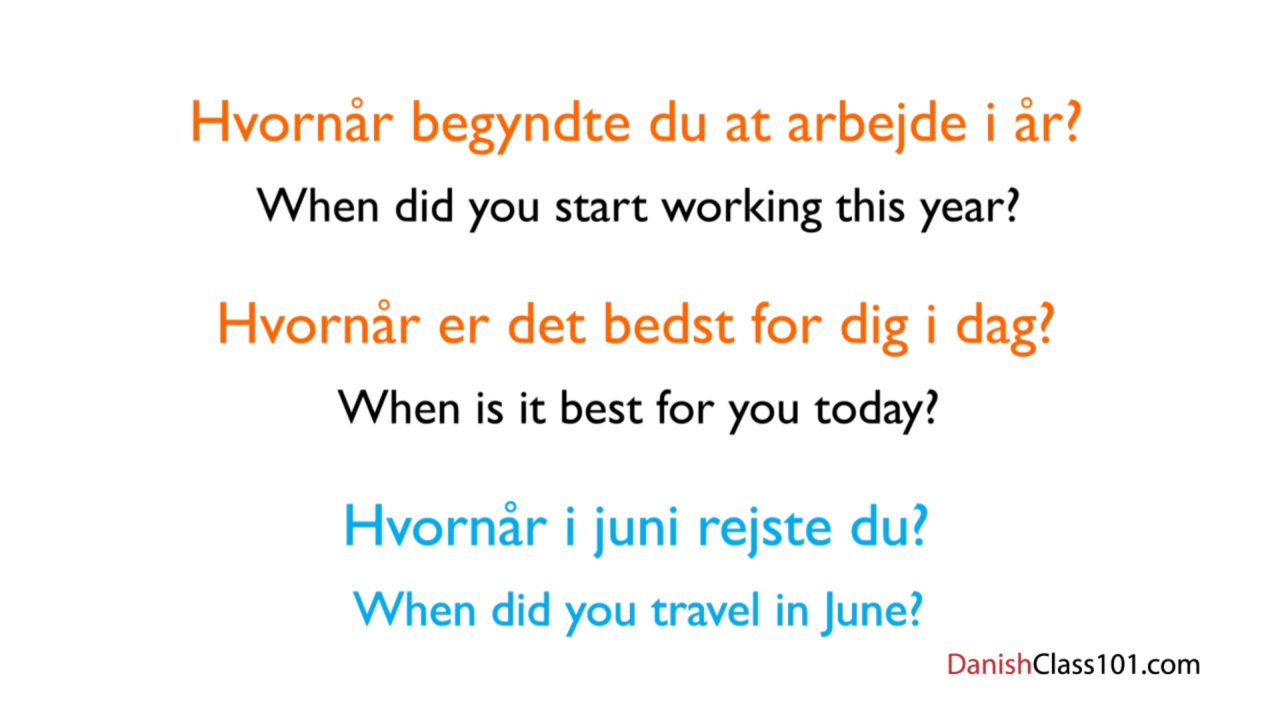 Hvornår begyndte du at arbejde i år?
When did you start working this year?
Hvornår er det bedst for dig i dag?
When is it best for you today?
Hvornår i juni rejste du?
When did you travel in June?
DanishClass101.com